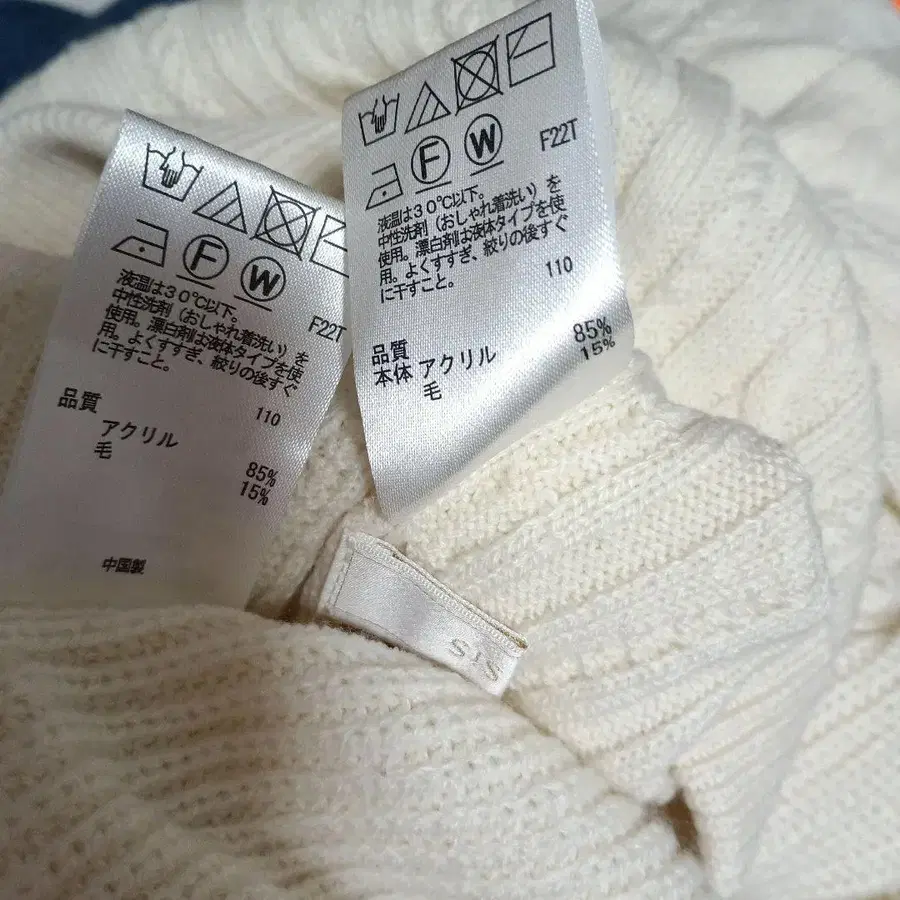 F
W
F22T
液温は30℃以下。
中性洗剤（おしゃれ着洗い）を
使用。漂白剤は液体タイプを使
用。よくすすぎ、絞りの後すぐ
に干すこと。
110
品質
アクリル 85%
毛 15%
中国製
F
W
F22T
液温は30℃以下。
中性洗剤（おしゃれ着洗い）を
使用。漂白剤は液体タイプを使
用。よくすすぎ、絞りの後すぐ
に干すこと。
110
品質
本体 アクリル 85%
毛 15%
SIS